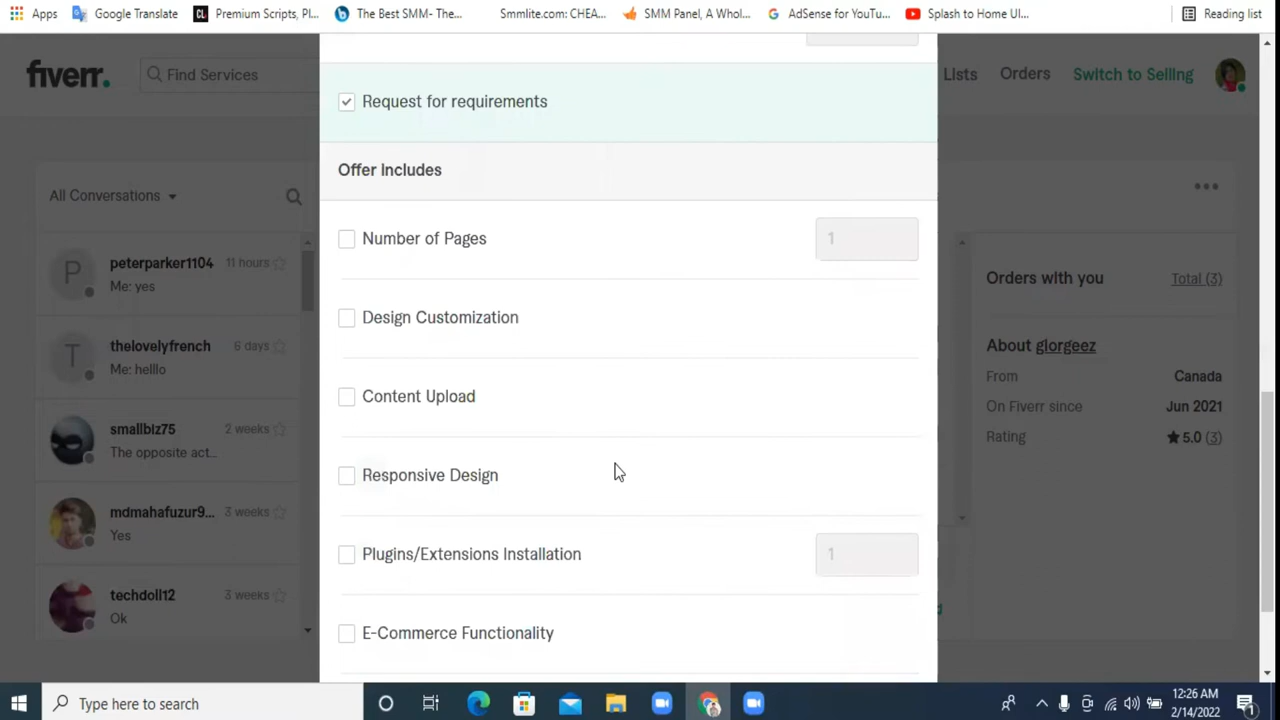 Apps
Google Translate
Premium Scripts, Pl...
The Best SMM- The...
Smmlite.com: CHEA...
SMM Panel, A Whol...
AdSense for YouTu...
Splash to Home UI...
Reading list
fiverr.
Find Services
Lists
Orders
Switch to Selling
Request for requirements
Offer Includes
All Conversations
Number of Pages
1
P
peterparker1104
11 hours
Me: yes
Orders with you
Total (3)
Design Customization
T
thelovelyfrench
6 days
Me: helllo
About glorgeez
From
Canada
Content Upload
On Fiverr since
Jun 2021
smallbiz75
2 weeks
The opposite act...
Rating
5.0 (3)
Responsive Design
mdmahafuzur9...
3 weeks
Yes
Plugins/Extensions Installation
1
techdoll12
3 weeks
Ok
E-Commerce Functionality
Type here to search
12:26 AM
2/14/2022
1